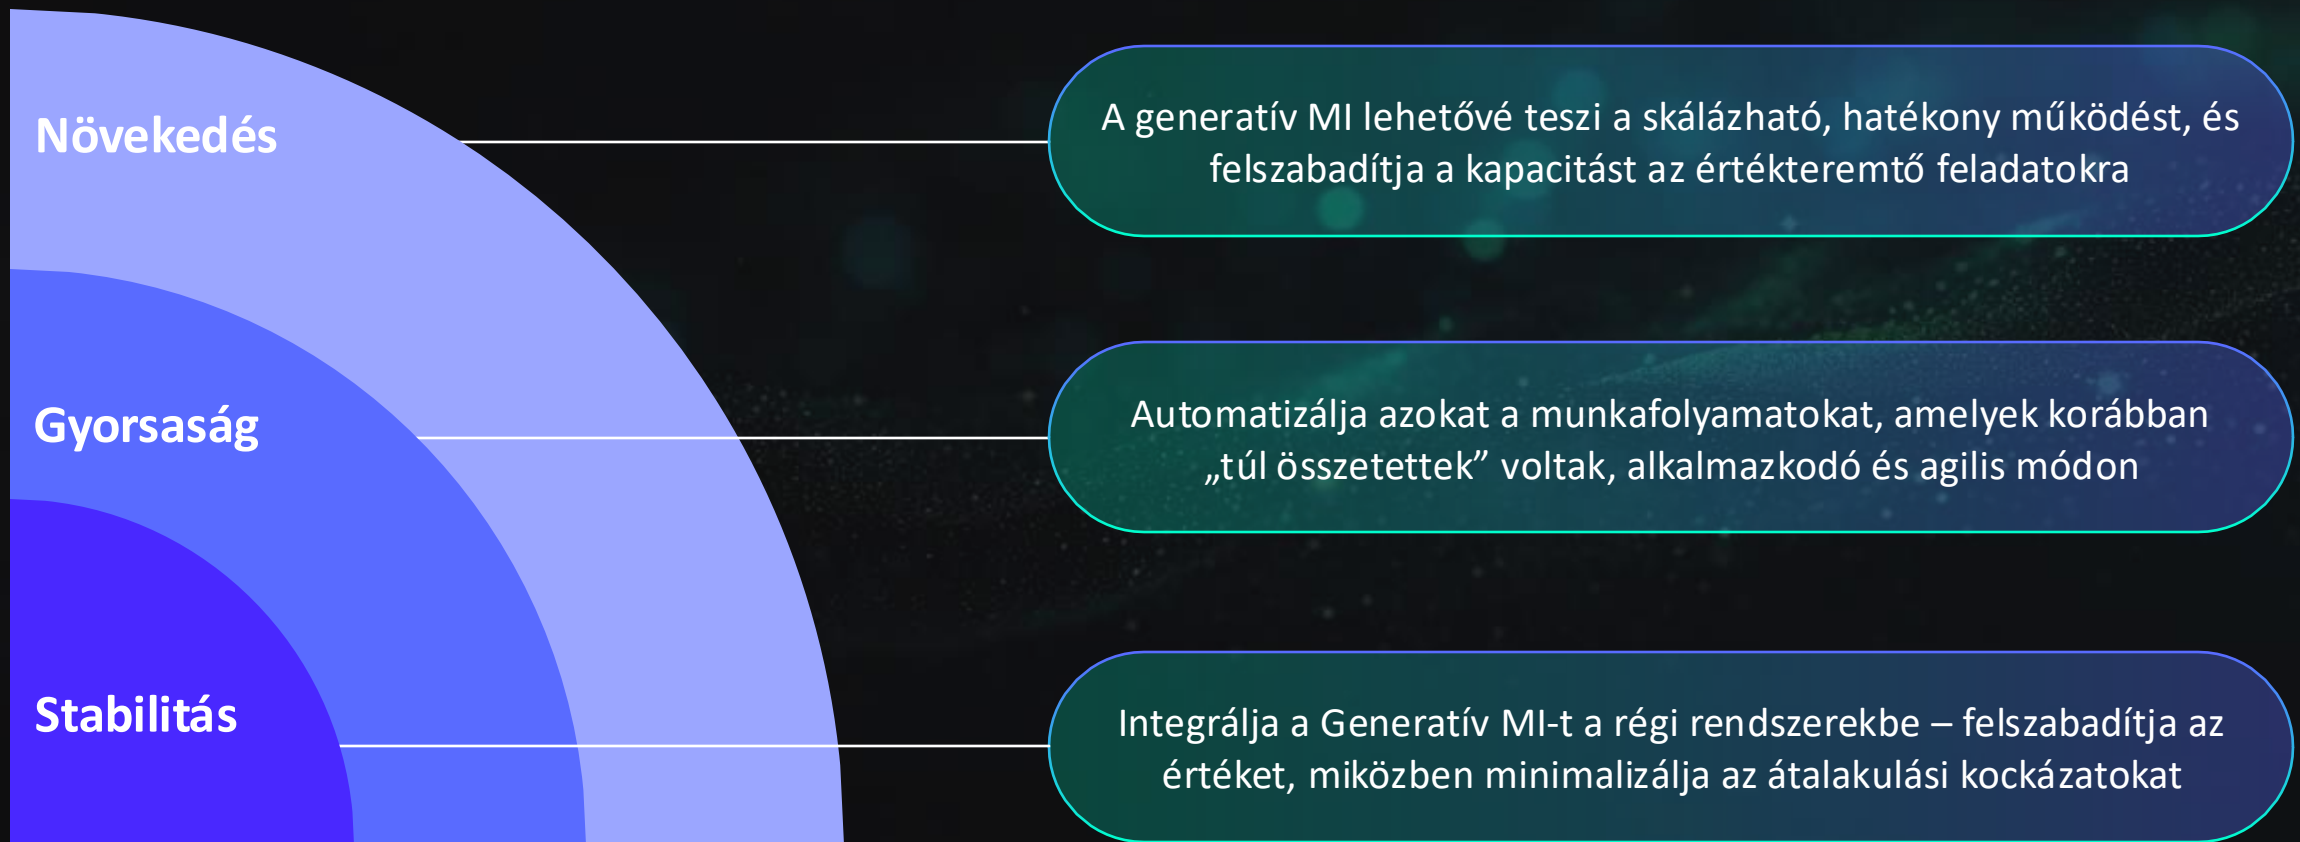 Növekedés
A generatív MI lehetővé teszi a skálázható, hatékony működést, és
felszabadítja a kapacitást az értékteremtő feladatokra
Gyorsaság
Automatizálja azokat a munkafolyamatokat, amelyek korábban
„túl összetettek” voltak, alkalmazkodó és agilis módon
Stabilitás
Integrálja a Generatív MI-t a régi rendszerekbe – felszabadítja az
értéket, miközben minimalizálja az átalakulási kockázatokat